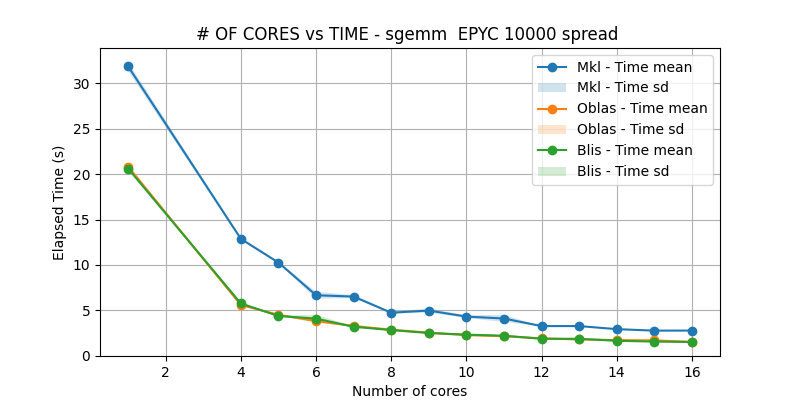 # OF CORES vs TIME - sgemm  EPYC 10000 spread
Mkl - Time mean
Mkl - Time sd
Oblas - Time mean
Oblas - Time sd
Blis - Time mean
Blis - Time sd
Elapsed Time (s)
30
25
20
15
10
5
0
2 4 6 8 10 12 14 16
Number of cores